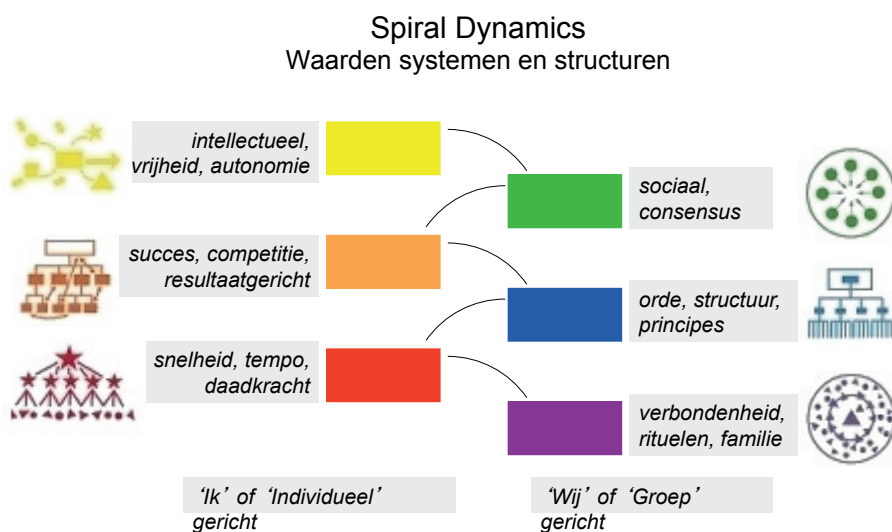 Spiral Dynamics
Waarden systemen en structuren
intellectueel,
vrijheid, autonomie
sociaal,
consensus
succes, competitie,
resultaatgericht
orde, structuur,
principes
snelheid, tempo,
daadkracht
verbondenheid,
rituelen, familie
‘Ik’ of ‘Individueel’
gericht
‘Wij’ of ‘Groep’
gericht